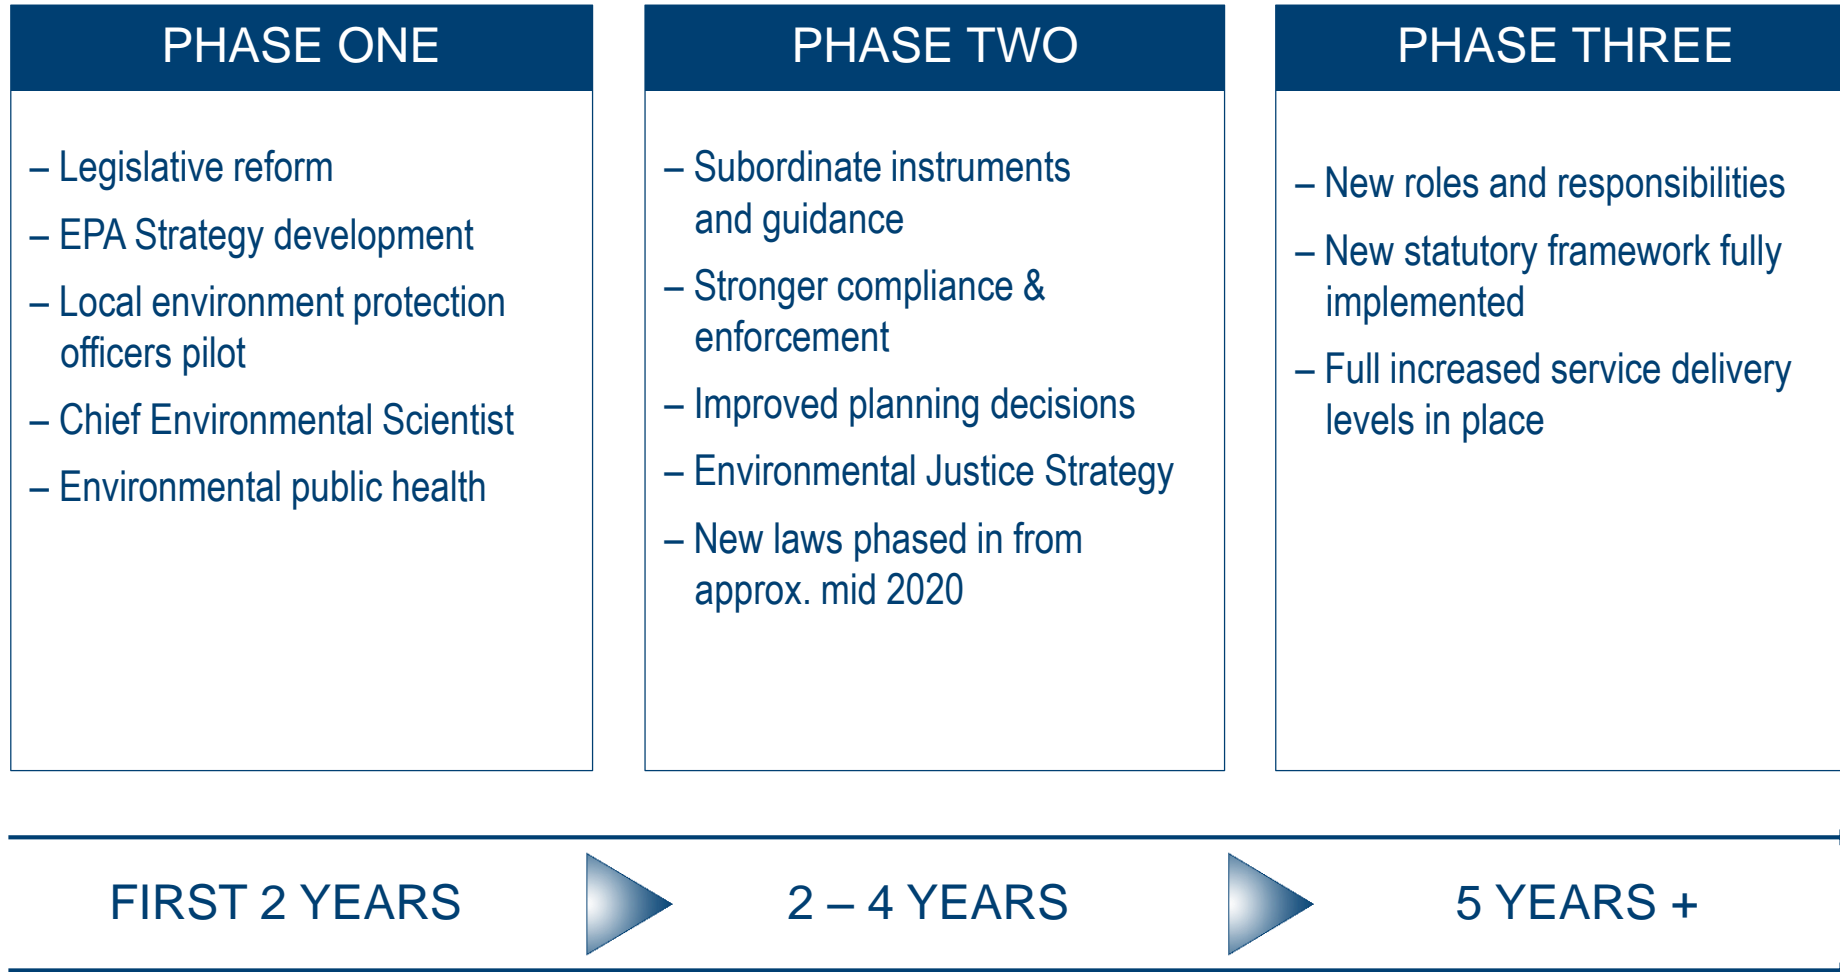 PHASE ONE
– Legislative reform
– EPA Strategy development
– Local environment protection
officers pilot
– Chief Environmental Scientist
– Environmental public health
PHASE TWO
– Subordinate instruments
and guidance
– Stronger compliance &
enforcement
– Improved planning decisions
– Environmental Justice Strategy
– New laws phased in from
approx. mid 2020
PHASE THREE
– New roles and responsibilities
– New statutory framework fully
implemented
– Full increased service delivery
levels in place
FIRST 2 YEARS
2 – 4 YEARS
5 YEARS +